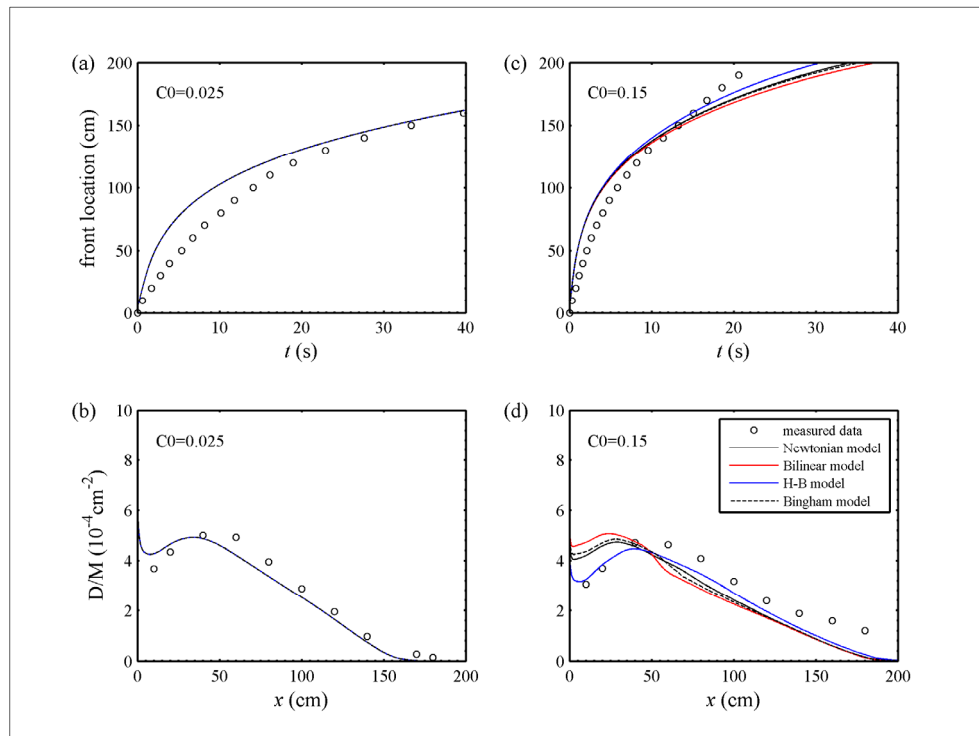 (a)
C0=0.025
200
150
100
50
0
front location (cm)
0 10 20 30 40
t (s)
(c)
C0=0.15
200
150
100
50
0
0 10 20 30 40
t (s)
(b)
C0=0.025
10
8
6
4
2
0
D/M (10⁻⁴cm⁻²)
0 50 100 150 200
x (cm)
(d)
C0=0.15
10
8
6
4
2
0
measured data
Newtonian model
Bilinear model
H-B model
Bingham model
0 50 100 150 200
x (cm)